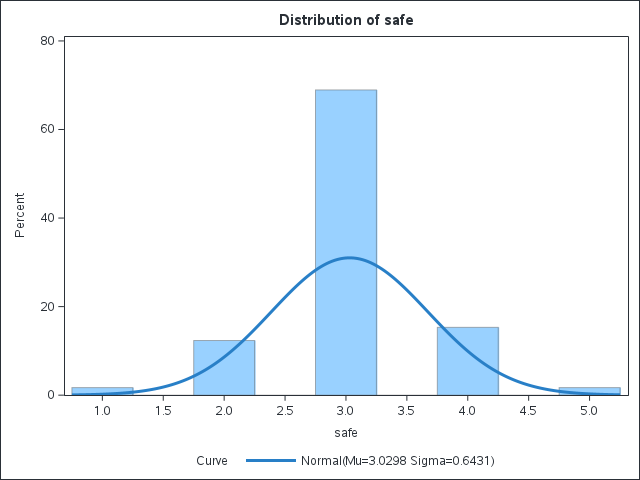 Distribution of safe
80
60
40
20
0
Percent
1.0 1.5 2.0 2.5 3.0 3.5 4.0 4.5 5.0
safe
Curve Normal(Mu=3.0298 Sigma=0.6431)